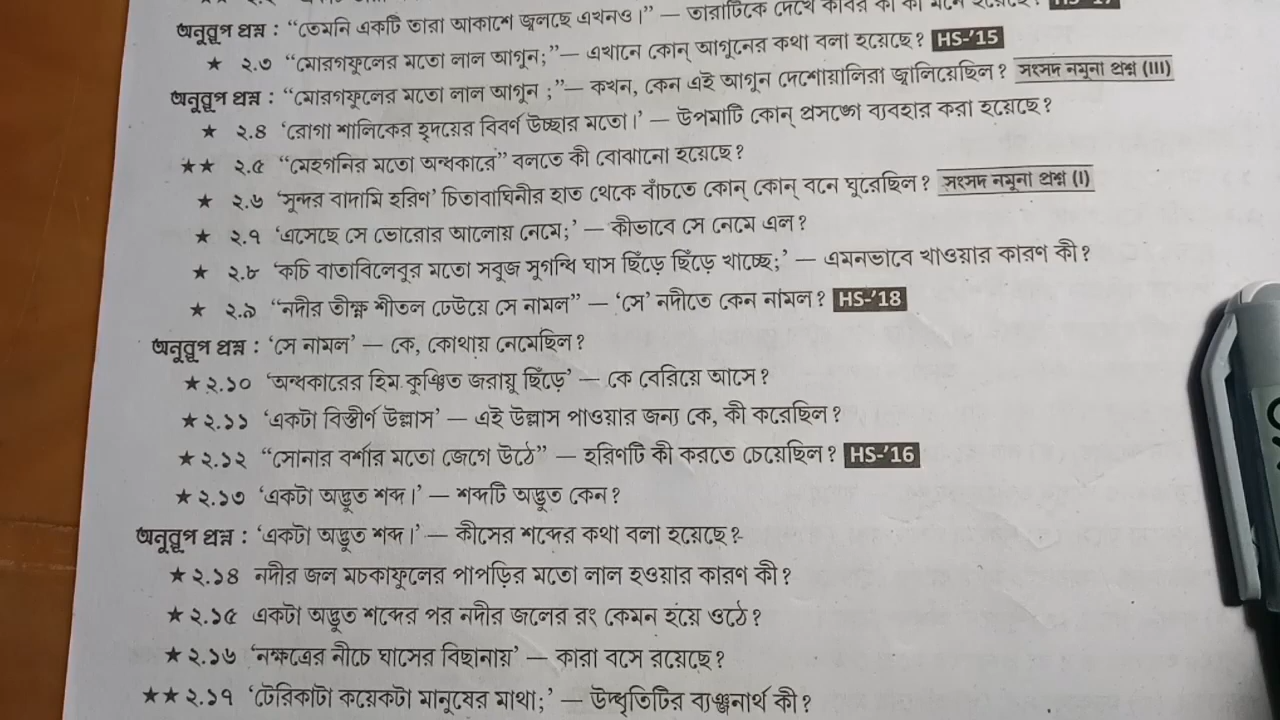 অনুরূপ প্রশ্ন : “তেমনি একটি তারা আকাশে জ্বলছে এখনও।” — তারাটিকে দেখে কবির কী কী মনে হয়েছে? HS-'17
★ ২.৩ “মোরগফুলের মতো লাল আগুন;”— এখানে কোন্ আগুনের কথা বলা হয়েছে? HS-'15
অনুরূপ প্রশ্ন : “মোরগফুলের মতো লাল আগুন ;”— কখন, কেন এই আগুন দেশোয়ালিরা জ্বালিয়েছিল? সংসদ নমুনা প্রশ্ন (III)
★ ২.৪ ‘রোগা শালিকের হৃদয়ের বিবর্ণ ইচ্ছার মতো।’ — উপমাটি কোন্ প্রসঙ্গে ব্যবহার করা হয়েছে?
★★ ২.৫ “মেহগনির মতো অন্ধকারে” বলতে কী বোঝানো হয়েছে?
★ ২.৬ ‘সুন্দর বাদামি হরিণ’ চিতাবাঘিনীর হাত থেকে বাঁচতে কোন্ কোন্ বনে ঘুরেছিল? সংসদ নমুনা প্রশ্ন (I)
★ ২.৭ ‘এসেছে সে ভোরের আলোয় নেমে;’ — কীভাবে সে নেমে এল?
★ ২.৮ ‘কচি বাতাবিলেবুর মতো সবুজ সুগন্ধি ঘাস ছিঁড়ে ছিঁড়ে খাচ্ছে;’ — এমনভাবে খাওয়ার কারণ কী?
★ ২.৯ “নদীর তীক্ষ্ণ শীতল ঢেউয়ে সে নামল” — ‘সে’ নদীতে কেন নামল? HS-'18
অনুরূপ প্রশ্ন : ‘সে নামল’ — কে, কোথায় নেমেছিল?
★২.১০ ‘অন্ধকারের হিম কুঞ্চিত জরায়ু ছিঁড়ে’ — কে বেরিয়ে আসে?
★২.১১ ‘একটা বিস্তীর্ণ উল্লাস’ — এই উল্লাস পাওয়ার জন্য কে, কী করেছিল?
★২.১২ “সোনার বর্শার মতো জেগে উঠে” — হরিণটি কী করতে চেয়েছিল? HS-'16
★২.১৩ ‘একটা অদ্ভুত শব্দ।’ — শব্দটি অদ্ভুত কেন?
অনুরূপ প্রশ্ন : ‘একটা অদ্ভুত শব্দ।’ — কীসের শব্দের কথা বলা হয়েছে?
★২.১৪ নদীর জল মচকাফুলের পাপড়ির মতো লাল হওয়ার কারণ কী?
★২.১৫ একটা অদ্ভুত শব্দের পর নদীর জলের রং কেমন হয়ে ওঠে?
★২.১৬ ‘নক্ষত্রের নীচে ঘাসের বিছানায়’ — কারা বসে রয়েছে?
★★২.১৭ ‘টেরিকাটা কয়েকটা মানুষের মাথা;’ — উদ্ধৃতিটির ব্যঞ্জনার্থ কী?